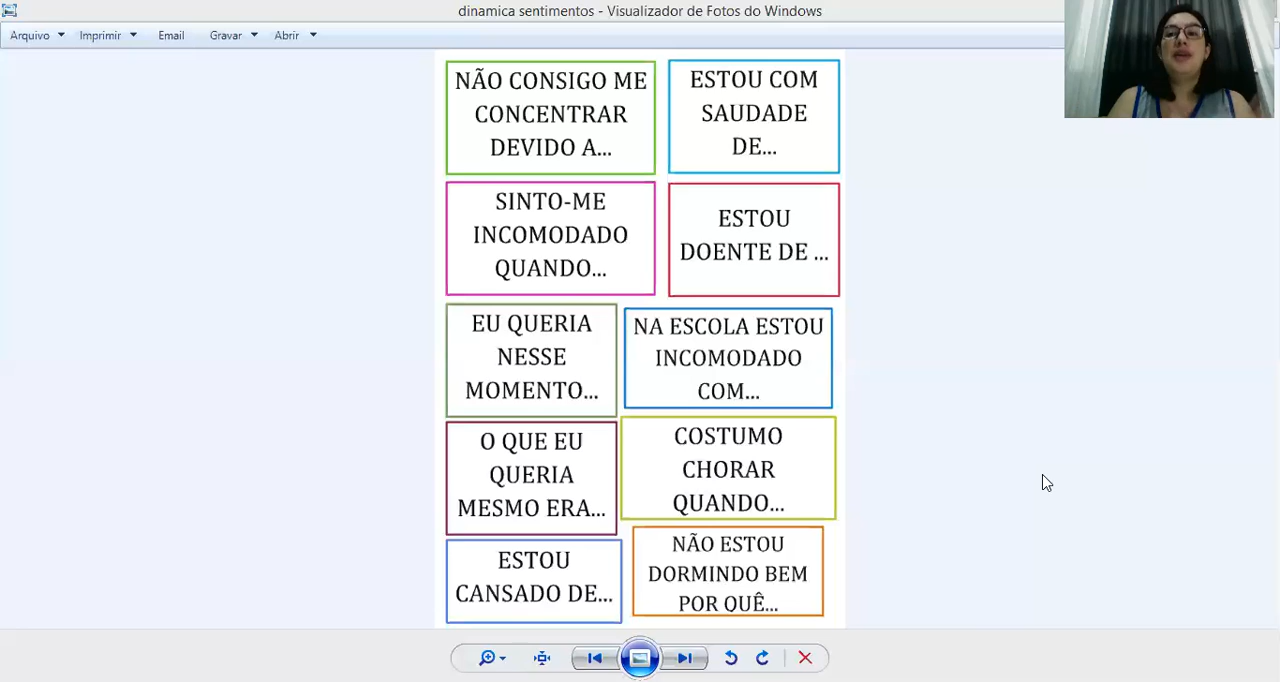 dinamica sentimentos - Visualizador de Fotos do Windows
Arquivo Imprimir Email Gravar Abrir
NÃO CONSIGO ME
CONCENTRAR
DEVIDO A...
ESTOU COM
SAUDADE
DE...
SINTO-ME
INCOMODADO
QUANDO...
ESTOU
DOENTE DE ...
EU QUERIA
NESSE
MOMENTO...
NA ESCOLA ESTOU
INCOMODADO
COM...
O QUE EU
QUERIA
MESMO ERA...
COSTUMO
CHORAR
QUANDO...
ESTOU
CANSADO DE...
NÃO ESTOU
DORMINDO BEM
POR QUÊ...